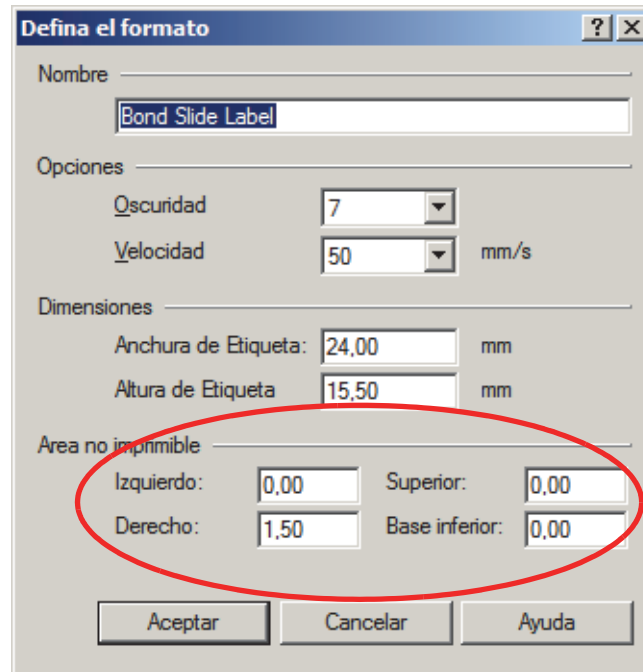 Defina el formato
Nombre
Bond Slide Label
Opciones
Oscuridad 7
Velocidad 50 mm/s
Dimensiones
Anchura de Etiqueta: 24,00 mm
Altura de Etiqueta 15,50 mm
Area no imprimible
Izquierdo: 0,00 Superior: 0,00
Derecho: 1,50 Base inferior: 0,00
Aceptar Cancelar Ayuda